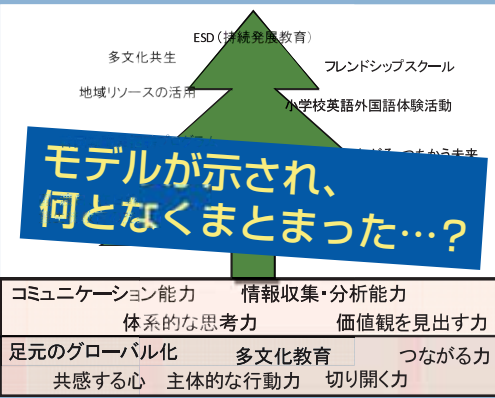 ESD（持続発展教育）
多文化共生
フレンドシップスクール
地域リソースの活用
小学校英語外国語体験活動
つちかう未来
モデルが示され、
何となくまとまった…？
コミュニケーション能力 情報収集・分析能力
体系的な思考力 価値観を見出す力
足元のグローバル化 多文化教育 つながる力
共感する心 主体的な行動力 切り開く力